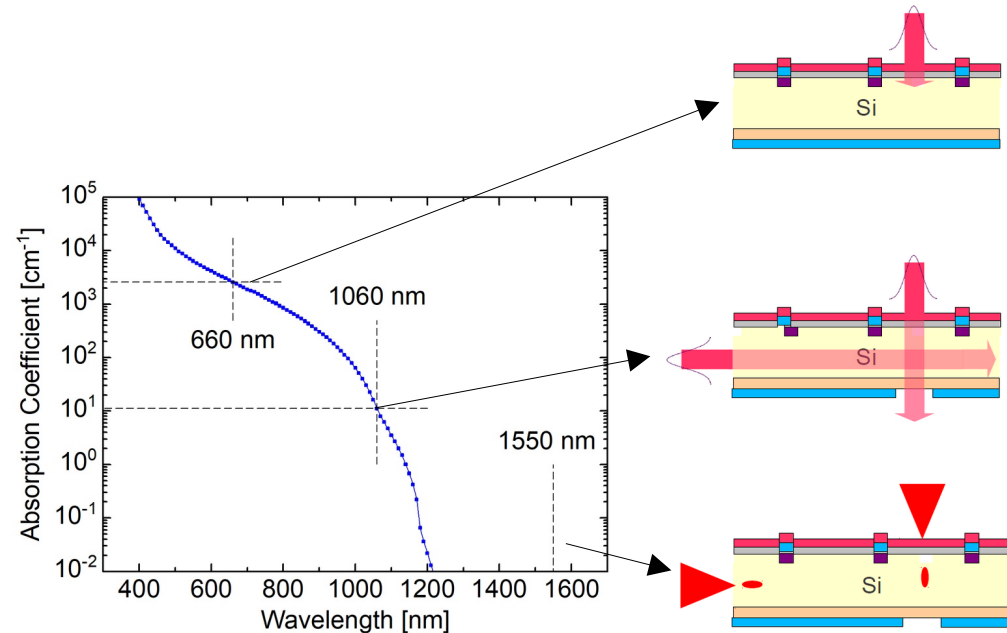 Si
10^5
10^4
10^3
10^2
10^1
10^0
10^-1
10^-2
Absorption Coefficient [cm^-1]
660 nm
1060 nm
1550 nm
400 600 800 1000 1200 1400 1600
Wavelength [nm]
Si
Si